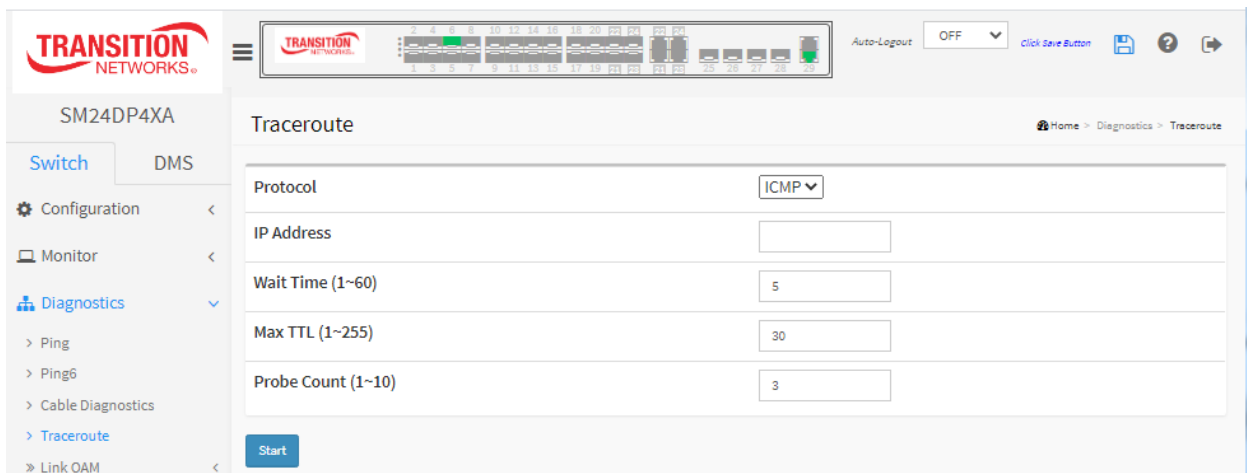 TRANSITION
NETWORKS®
TRANSITION
NETWORKS
2 4 6 8 10 12 14 16 18 20
1 3 5 7 9 11 13 15 17 19 25 26 27 28 29
Auto-Logout OFF Click Save Button
SM24DP4XA
Switch DMS
Configuration
Monitor
Diagnostics
> Ping
> Ping6
> Cable Diagnostics
> Traceroute
» Link OAM
Traceroute
Home > Diagnostics > Traceroute
Protocol ICMP
IP Address
Wait Time (1~60) 5
Max TTL (1~255) 30
Probe Count (1~10) 3
Start